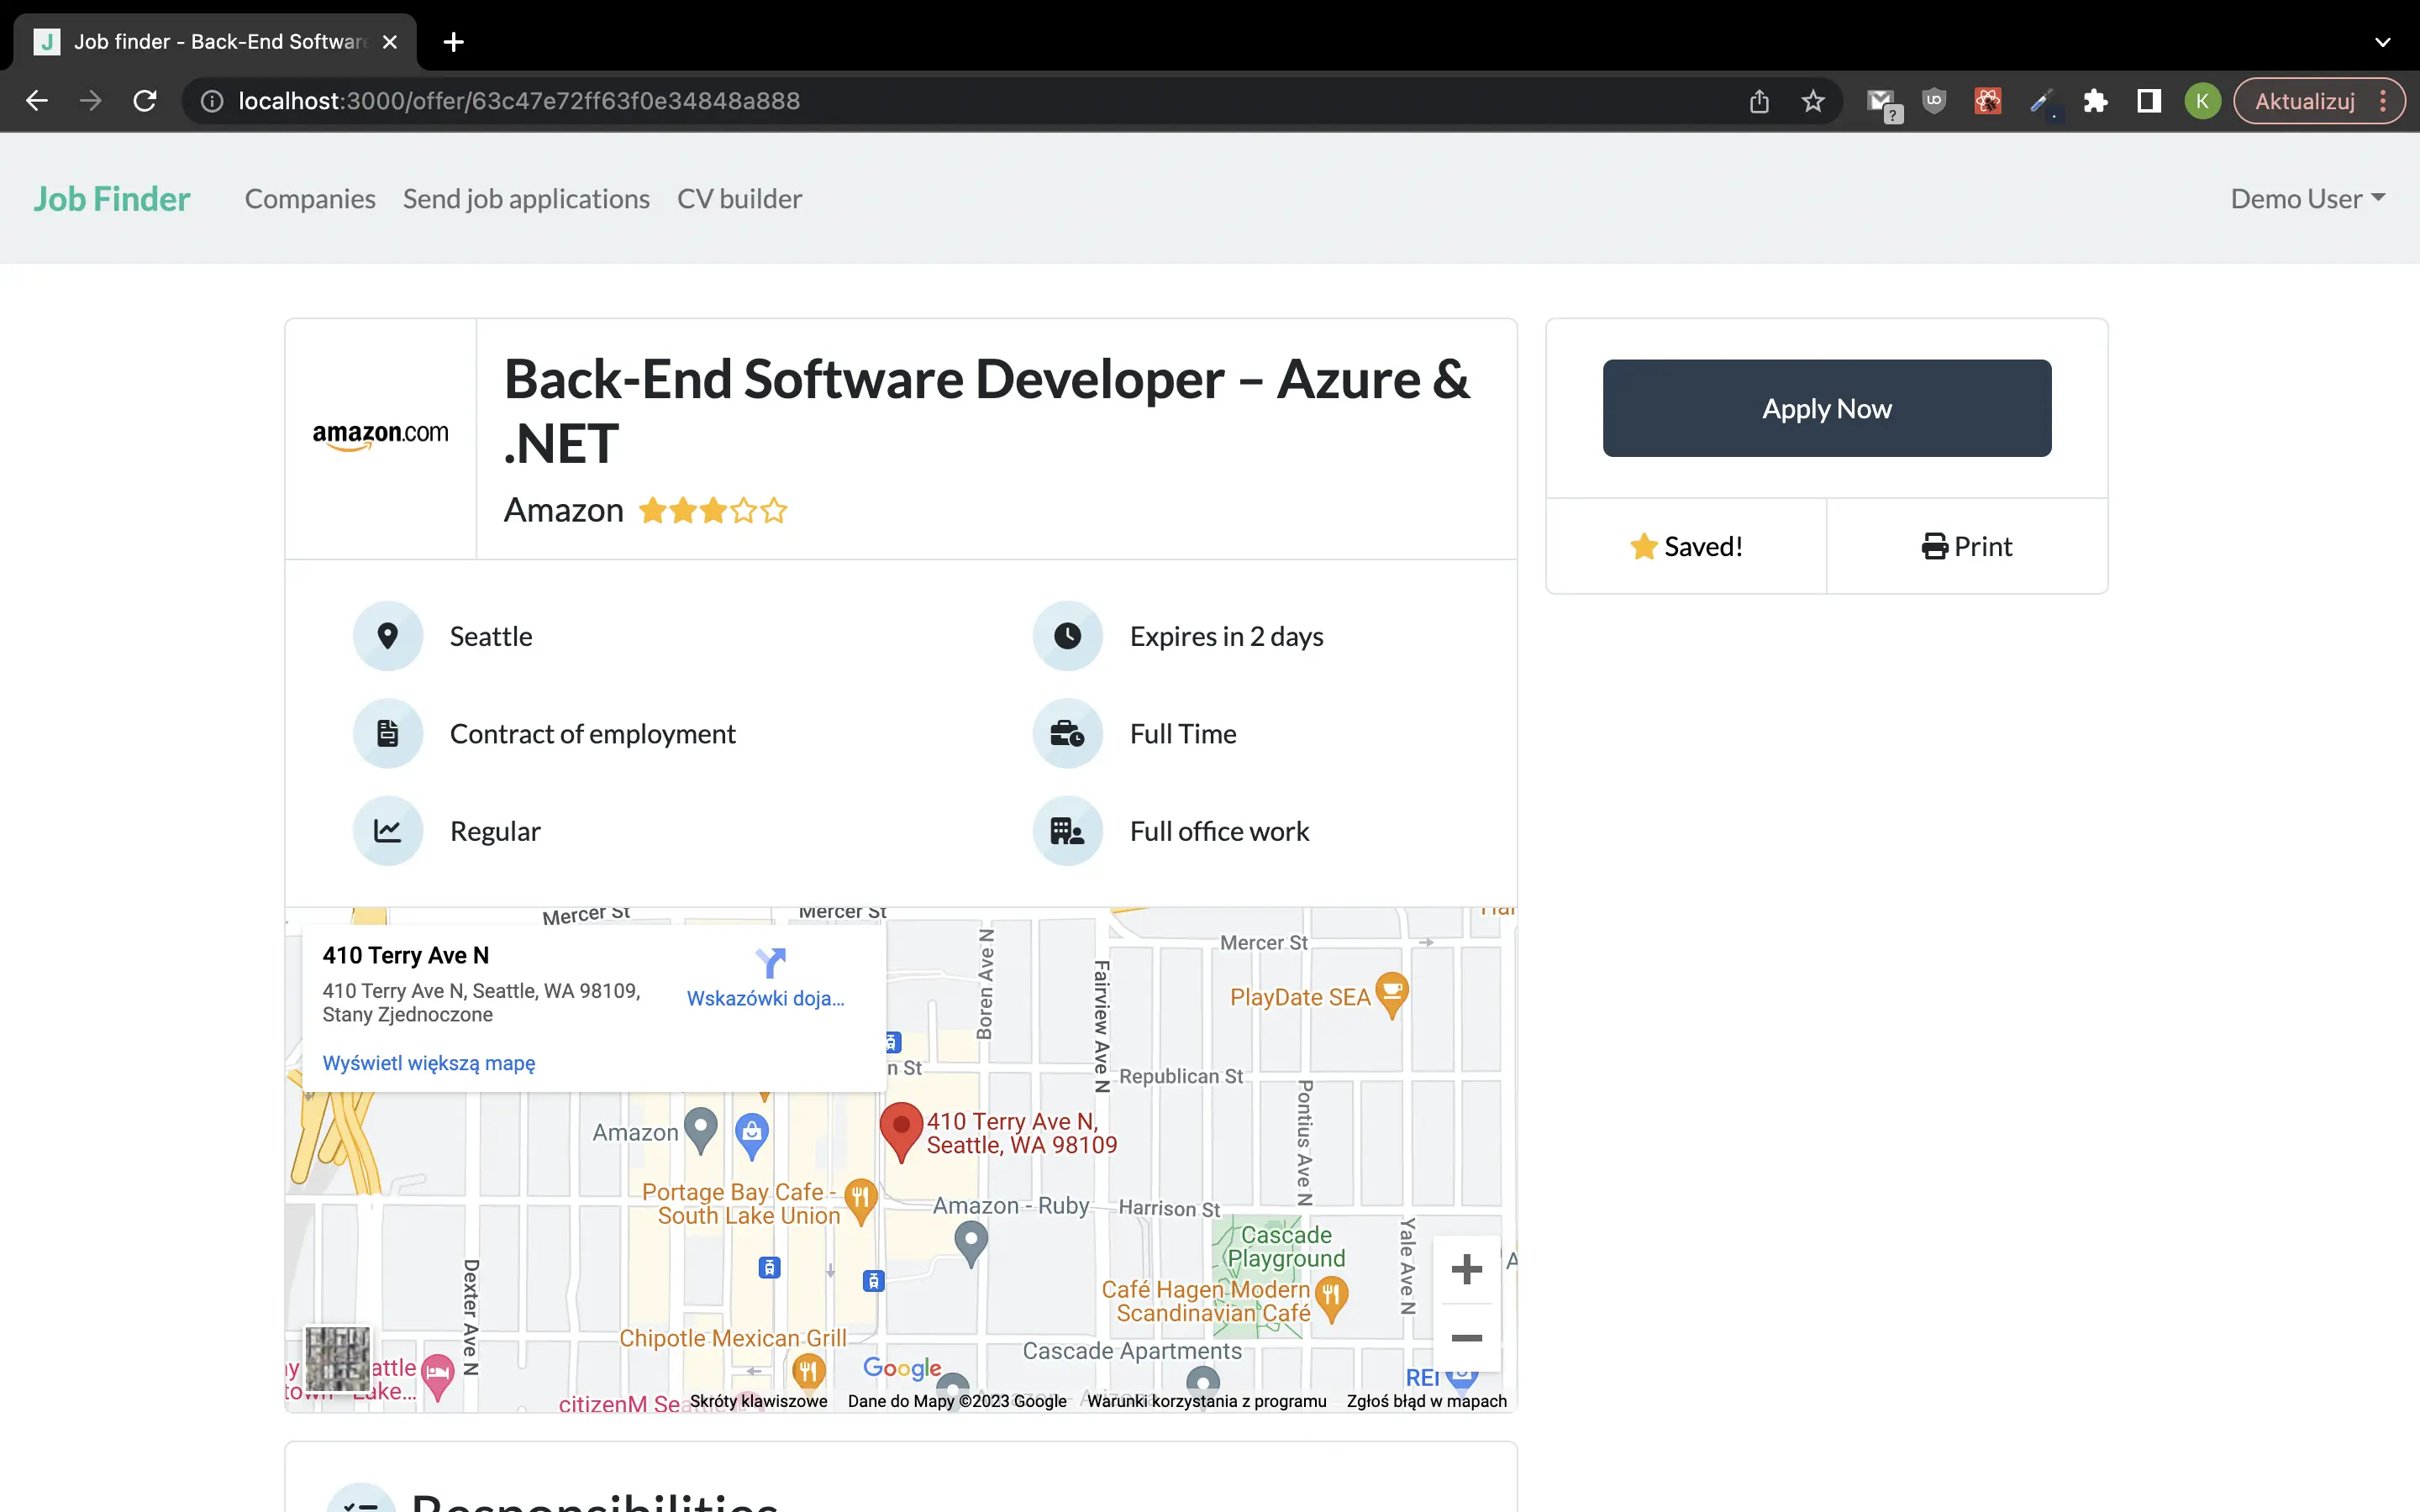 Job finder - Back-End Softwar
localhost:3000/offer/63c47e72ff63f0e34848a888
K
Aktualizuj
Job Finder
Companies
Send job applications
CV builder
Demo User
amazon.com
Back-End Software Developer – Azure &
.NET
Amazon
Apply Now
Saved!
Print
Seattle
Expires in 2 days
Contract of employment
Full Time
Regular
Full office work
Mercer St
Mercer St
Mercer St
410 Terry Ave N
410 Terry Ave N, Seattle, WA 98109,
Stany Zjednoczone
Wskazówki doja...
Wyświetl większą mapę
Boren Ave N
Fairview Ave N
PlayDate SEA
n St
Republican St
Pontius Ave N
Amazon
410 Terry Ave N,
Seattle, WA 98109
Portage Bay Cafe -
South Lake Union
Amazon - Ruby
Harrison St
Cascade
Playground
Yale Ave N
Dexter Ave N
Café Hagen Modern
Scandinavian Café
Chipotle Mexican Grill
Cascade Apartments
Google
REI
citizenM
Skróty klawiszowe
Dane do Mapy ©2023 Google
Warunki korzystania z programu
Zgłoś błąd w mapach
Responsibilities